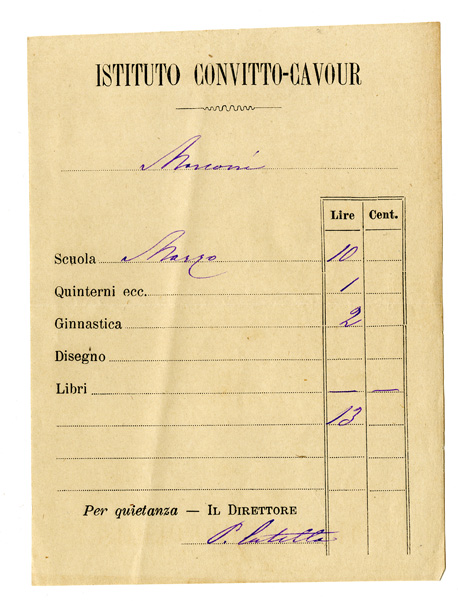 ISTITUTO CONVITTO-CAVOUR
Marconi
Lire Cent.
Scuola Marzo 10
Quinterni ecc. 1
Ginnastica 2
Disegno
Libri — —
13
Per quietanza — IL DIRETTORE
P.